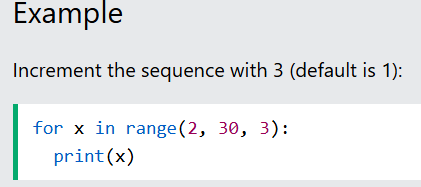 Example
Increment the sequence with 3 (default is 1):
for x in range(2, 30, 3):
  print(x)